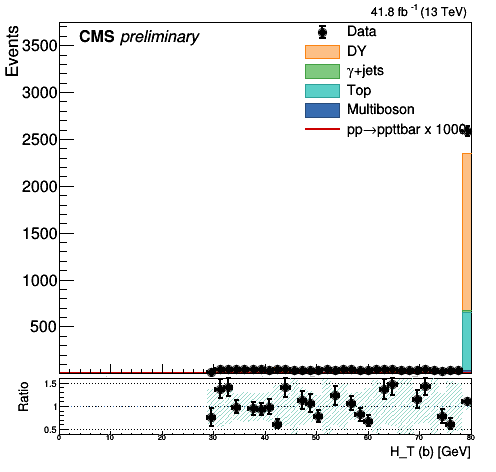 41.8 fb⁻¹ (13 TeV)
CMS preliminary
Events
3500
3000
2500
2000
1500
1000
500
Data
DY
γ+jets
Top
Multiboson
pp→ppttbar x 1000
Ratio
1.5
1
0.5
0 10 20 30 40 50 60 70 80
H_T (b) [GeV]